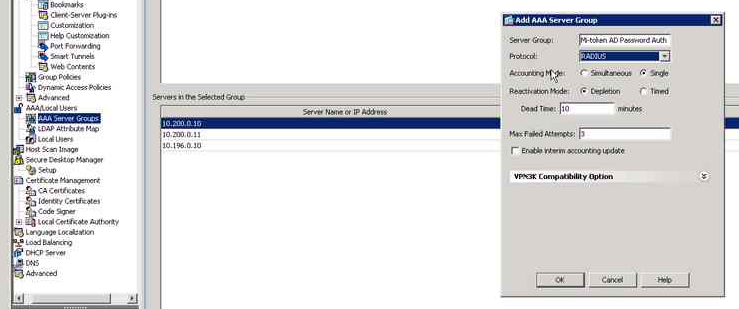 Bookmarks
Client-Server Plug-ins
Customization
Help Customization
Port Forwarding
Smart Tunnels
Web Contents
Group Policies
Dynamic Access Policies
Advanced
AAA/Local Users
AAA Server Groups
LDAP Attribute Map
Local Users
Host Scan Image
Secure Desktop Manager
Setup
Certificate Management
CA Certificates
Identity Certificates
Code Signer
Local Certificate Authority
Language Localization
Load Balancing
DHCP Server
DNS
Advanced
Servers in the Selected Group
Server Name or IP Address
10.200.0.10
10.200.0.11
10.196.0.10
Add AAA Server Group
Server Group: M-token AD Password Auth
Protocol: RADIUS
Accounting Mode: Simultaneous Single
Reactivation Mode: Depletion Timed
Dead Time: 10 minutes
Max Failed Attempts: 3
Enable interim accounting update
VPN3K Compatibility Option
OK Cancel Help